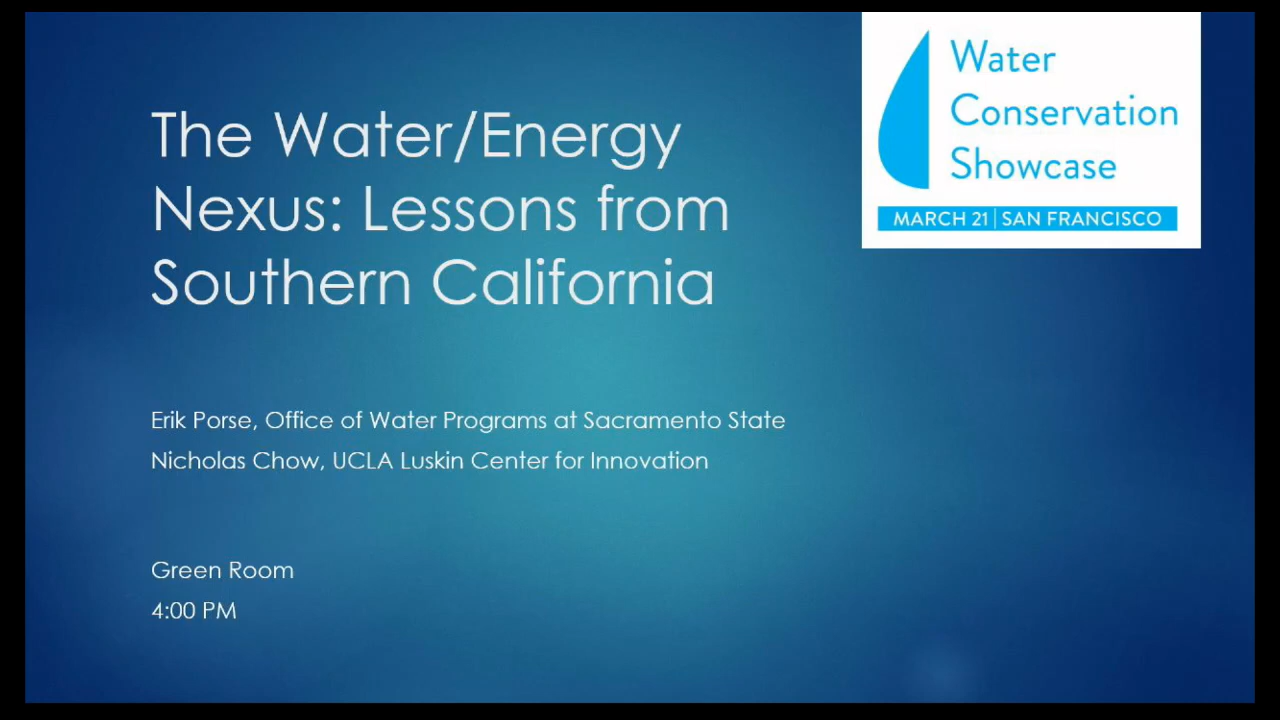 The Water/Energy
Nexus: Lessons from
Southern California
Water
Conservation
Showcase
MARCH 21 | SAN FRANCISCO
Erik Porse, Office of Water Programs at Sacramento State
Nicholas Chow, UCLA Luskin Center for Innovation
Green Room
4:00 PM